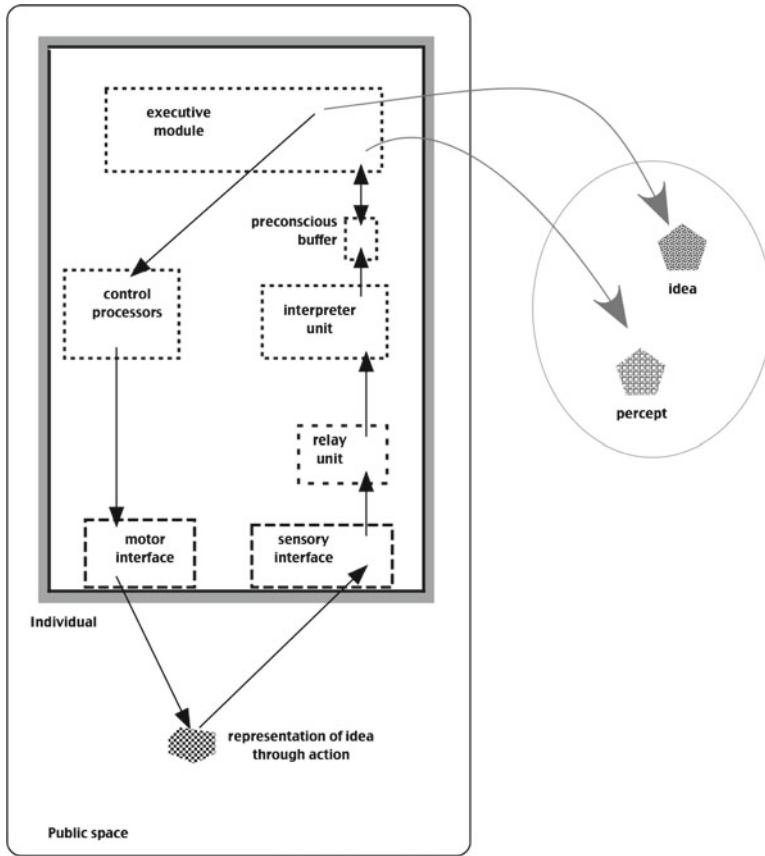 executive
module
preconscious
buffer
control
processors
interpreter
unit
idea
percept
relay
unit
motor
interface
sensory
interface
Individual
representation of idea
through action
Public space